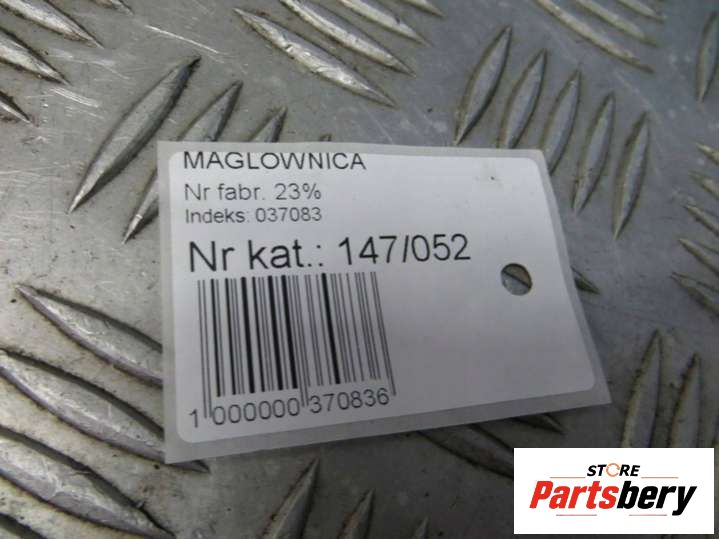 MAGLOWNICA
Nr fabr. 23%
Indeks: 037083
Nr kat.: 147/052
1 000000 370836
STORE
Partsbery